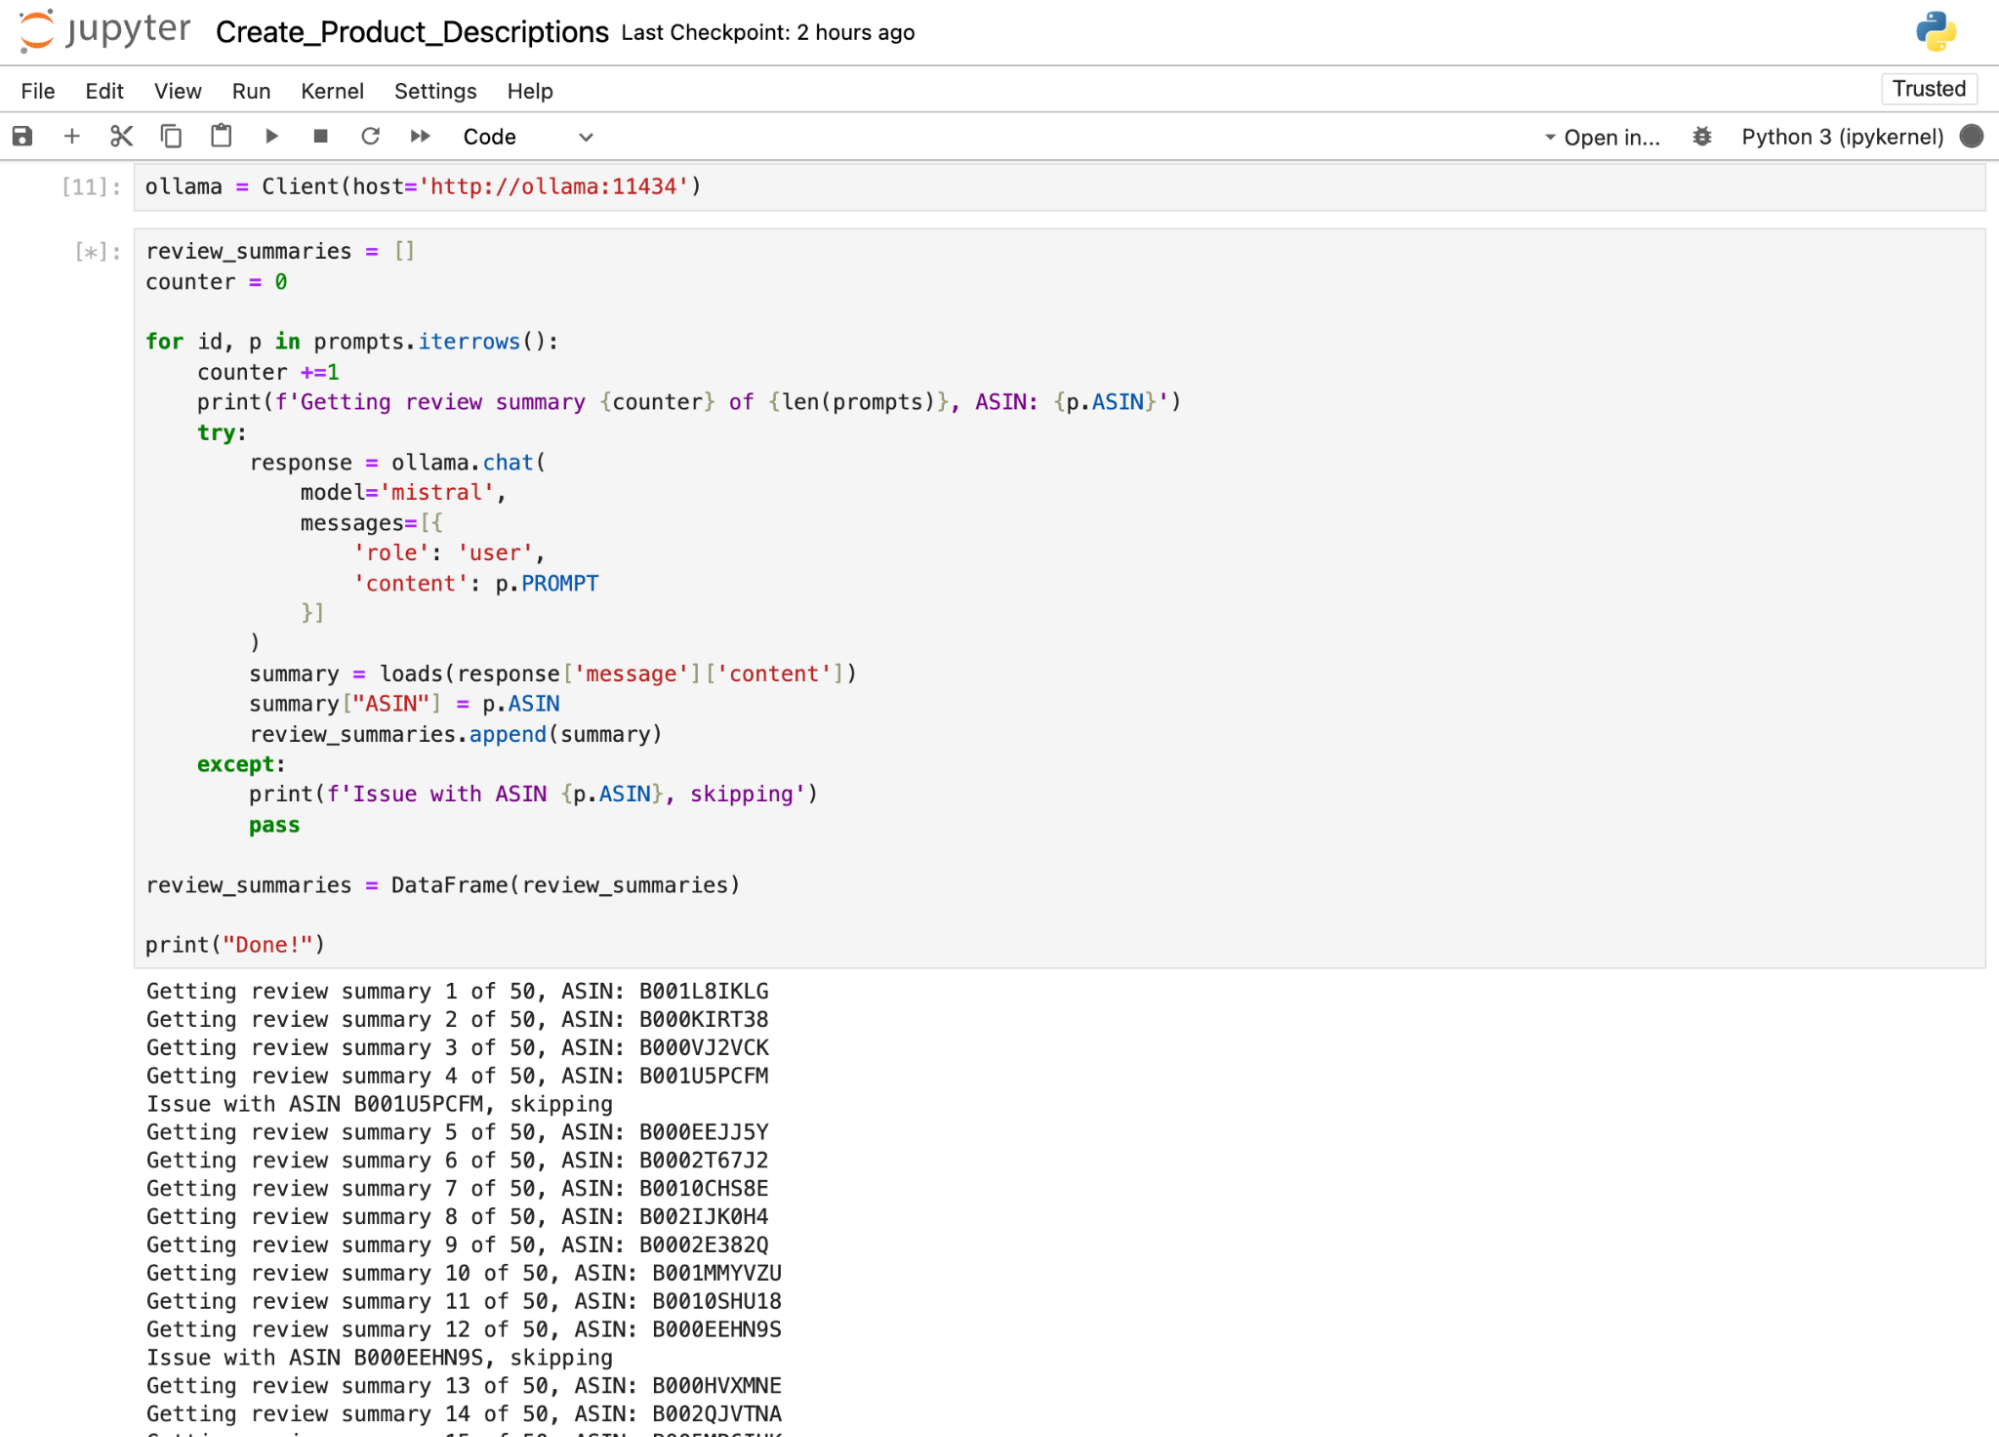 jupyter Create_Product_Descriptions Last Checkpoint: 2 hours ago
File Edit View Run Kernel Settings Help Trusted
Code Open in... Python 3 (ipykernel)
[11]: ollama = Client(host='http://ollama:11434')
[*]: review_summaries = []
counter = 0
for id, p in prompts.iterrows():
    counter +=1
    print(f'Getting review summary {counter} of {len(prompts)}, ASIN: {p.ASIN}')
    try:
        response = ollama.chat(
            model='mistral',
            messages=[{
                'role': 'user',
                'content': p.PROMPT
            }]
        )
        summary = loads(response['message']['content'])
        summary["ASIN"] = p.ASIN
        review_summaries.append(summary)
    except:
        print(f'Issue with ASIN {p.ASIN}, skipping')
        pass
review_summaries = DataFrame(review_summaries)
print("Done!")
Getting review summary 1 of 50, ASIN: B001L8IKLG
Getting review summary 2 of 50, ASIN: B000KIRT38
Getting review summary 3 of 50, ASIN: B000VJ2VCK
Getting review summary 4 of 50, ASIN: B001U5PCFM
Issue with ASIN B001U5PCFM, skipping
Getting review summary 5 of 50, ASIN: B000EEJJ5Y
Getting review summary 6 of 50, ASIN: B0002T67J2
Getting review summary 7 of 50, ASIN: B0010CHS8E
Getting review summary 8 of 50, ASIN: B002IJK0H4
Getting review summary 9 of 50, ASIN: B0002E382Q
Getting review summary 10 of 50, ASIN: B001MMYVZU
Getting review summary 11 of 50, ASIN: B0010SHU18
Getting review summary 12 of 50, ASIN: B000EEHN9S
Issue with ASIN B000EEHN9S, skipping
Getting review summary 13 of 50, ASIN: B000HVXMNE
Getting review summary 14 of 50, ASIN: B002QJVTNA